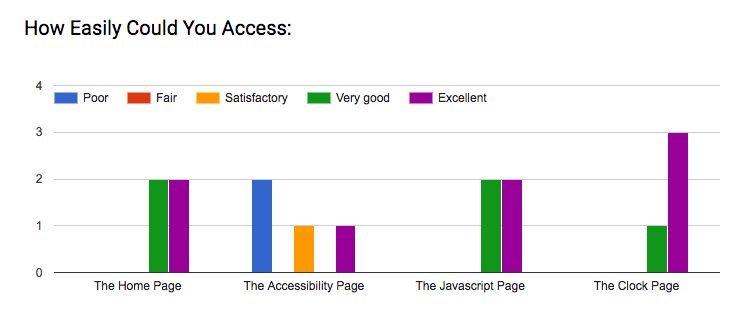 How Easily Could You Access:
4
Poor Fair Satisfactory Very good Excellent
3
2
1
0
The Home Page The Accessibility Page The Javascript Page The Clock Page